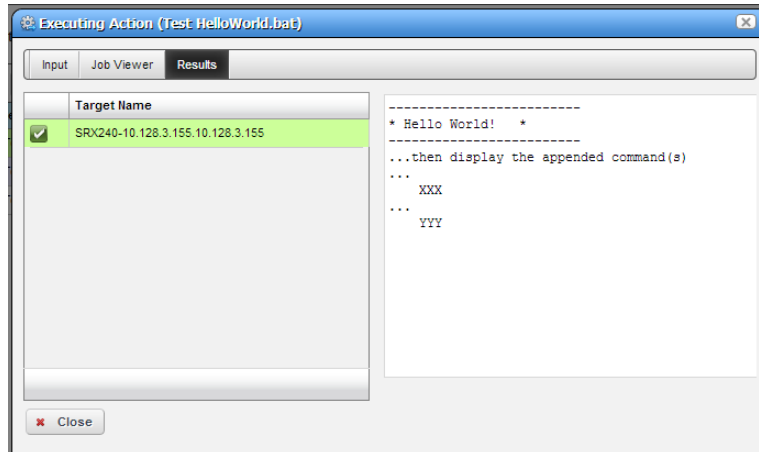 Executing Action (Test HelloWorld.bat)
Input Job Viewer Results
Target Name
SRX240-10.128.3.155.10.128.3.155
-------------------------
* Hello World!   *
-------------------------
...then display the appended command(s)
...
    XXX
...
    YYY
Close